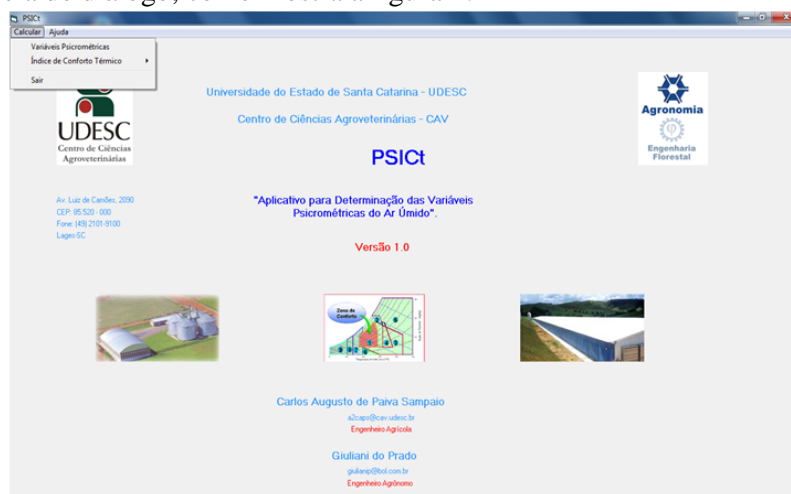 PSICt
Calcular Ajuda
Variáveis Psicrométricas
Índice de Conforto Térmico
Sair
UDESC
Centro de Ciências
Agroveterinárias
Universidade do Estado de Santa Catarina - UDESC
Centro de Ciências Agroveterinárias - CAV
PSICt
Agronomia
Engenharia
Florestal
Av. Luiz de Camões, 2090
CEP: 85.520 - 000
Fone: (49) 2101-9100
Lages-SC
"Aplicativo para Determinação das Variáveis
Psicrométricas do Ar Úmido".
Versão 1.0
Zona de
Conforto
Carlos Augusto de Paiva Sampaio
a2caps@cav.udesc.br
Engenheiro Agrícola
Giuliani do Prado
giulianip@bol.com.br
Engenheiro Agrônomo